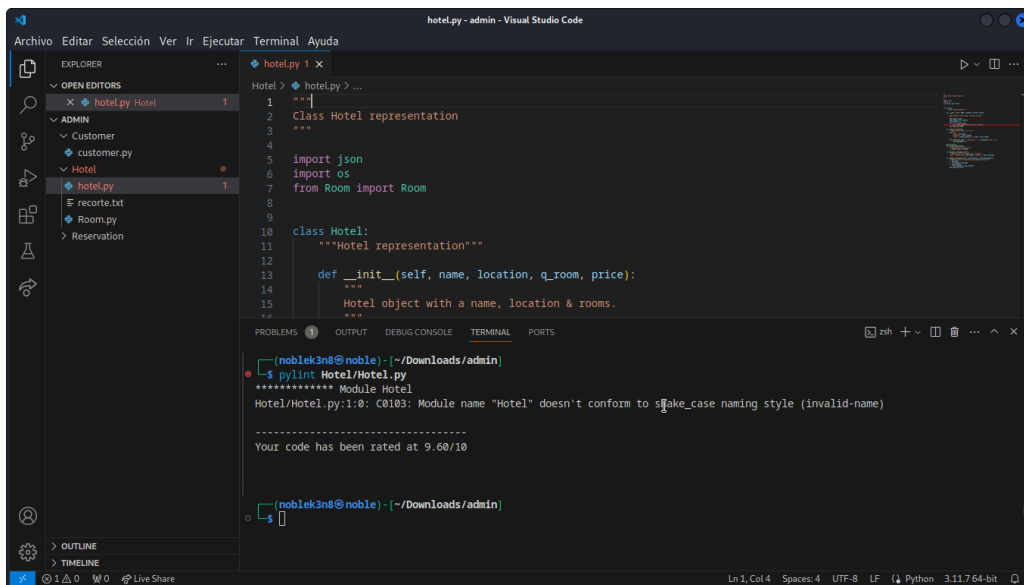 hotel.py - admin - Visual Studio Code
Archivo Editar Selección Ver Ir Ejecutar Terminal Ayuda
EXPLORER
OPEN EDITORS
hotel.py Hotel 1
ADMIN
Customer
customer.py
Hotel
hotel.py 1
recorte.txt
Room.py
Reservation
OUTLINE
TIMELINE
hotel.py 1
Hotel > hotel.py > ...
1 """
2 Class Hotel representation
3 """
4
5 import json
6 import os
7 from Room import Room
8
9
10 class Hotel:
11 """Hotel representation"""
12
13 def __init__(self, name, location, q_room, price):
14 """
15 Hotel object with a name, location & rooms.
16 """
PROBLEMS 1 OUTPUT DEBUG CONSOLE TERMINAL PORTS
zsh
(noblek3n8㉿noble)-[~/Downloads/admin]
$ pylint Hotel/Hotel.py
************* Module Hotel
Hotel/Hotel.py:1:0: C0103: Module name "Hotel" doesn't conform to snake_case naming style (invalid-name)
----------------------------------
Your code has been rated at 9.60/10
(noblek3n8㉿noble)-[~/Downloads/admin]
$
1 0 0 Live Share
Ln 1, Col 4 Spaces: 4 UTF-8 LF Python 3.11.7 64-bit